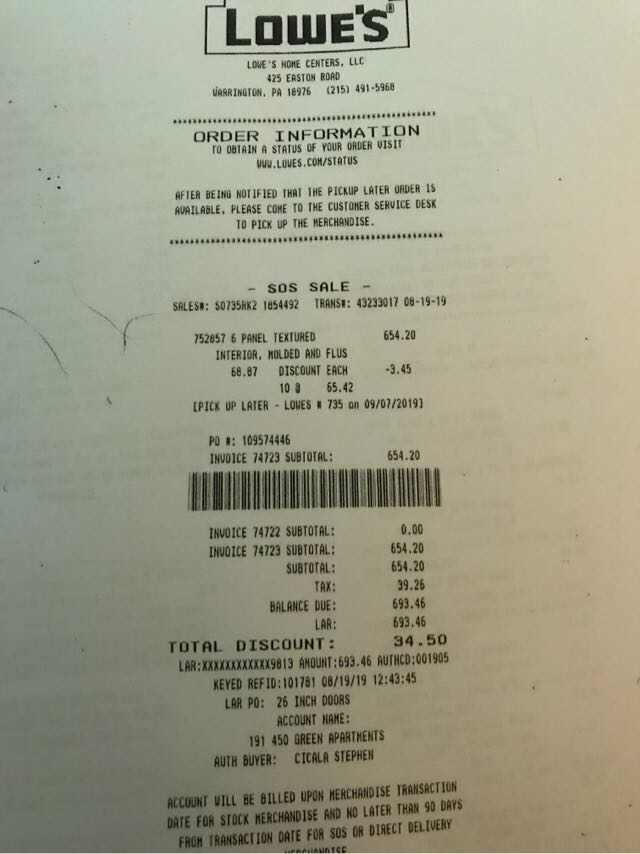 LOWE'S®
LOWE'S HOME CENTERS, LLC
425 EASTON ROAD
WARRINGTON, PA 18976 (215) 491-5968
****************************************
ORDER INFORMATION
TO OBTAIN A STATUS OF YOUR ORDER VISIT
WWW.LOWES.COM/STATUS
AFTER BEING NOTIFIED THAT THE PICKUP LATER ORDER IS
AVAILABLE, PLEASE COME TO THE CUSTOMER SERVICE DESK
TO PICK UP THE MERCHANDISE.
****************************************
- SOS SALE -
SALES#: SO735RK2 1854492 TRANS#: 43233017 08-19-19
752857 6 PANEL TEXTURED 654.20
INTERIOR, MOLDED AND FLUS
68.87 DISCOUNT EACH -3.45
10 @ 65.42
[PICK UP LATER - LOWES # 735 on 09/07/2019]
PO #: 109574446
INVOICE 74723 SUBTOTAL: 654.20
INVOICE 74722 SUBTOTAL: 0.00
INVOICE 74723 SUBTOTAL: 654.20
SUBTOTAL: 654.20
TAX: 39.26
BALANCE DUE: 693.46
LAR: 693.46
TOTAL DISCOUNT: 34.50
LAR:XXXXXXXXXXXX9813 AMOUNT:693.46 AUTHCD:001905
KEYED REFID:101781 08/19/19 12:43:45
LAR PO: 26 INCH DOORS
ACCOUNT NAME:
191 450 GREEN APARTMENTS
AUTH BUYER: CICALA STEPHEN
ACCOUNT WILL BE BILLED UPON MERCHANDISE TRANSACTION
DATE FOR STOCK MERCHANDISE AND NO LATER THAN 90 DAYS
FROM TRANSACTION DATE FOR SOS OR DIRECT DELIVERY
MERCHANDISE